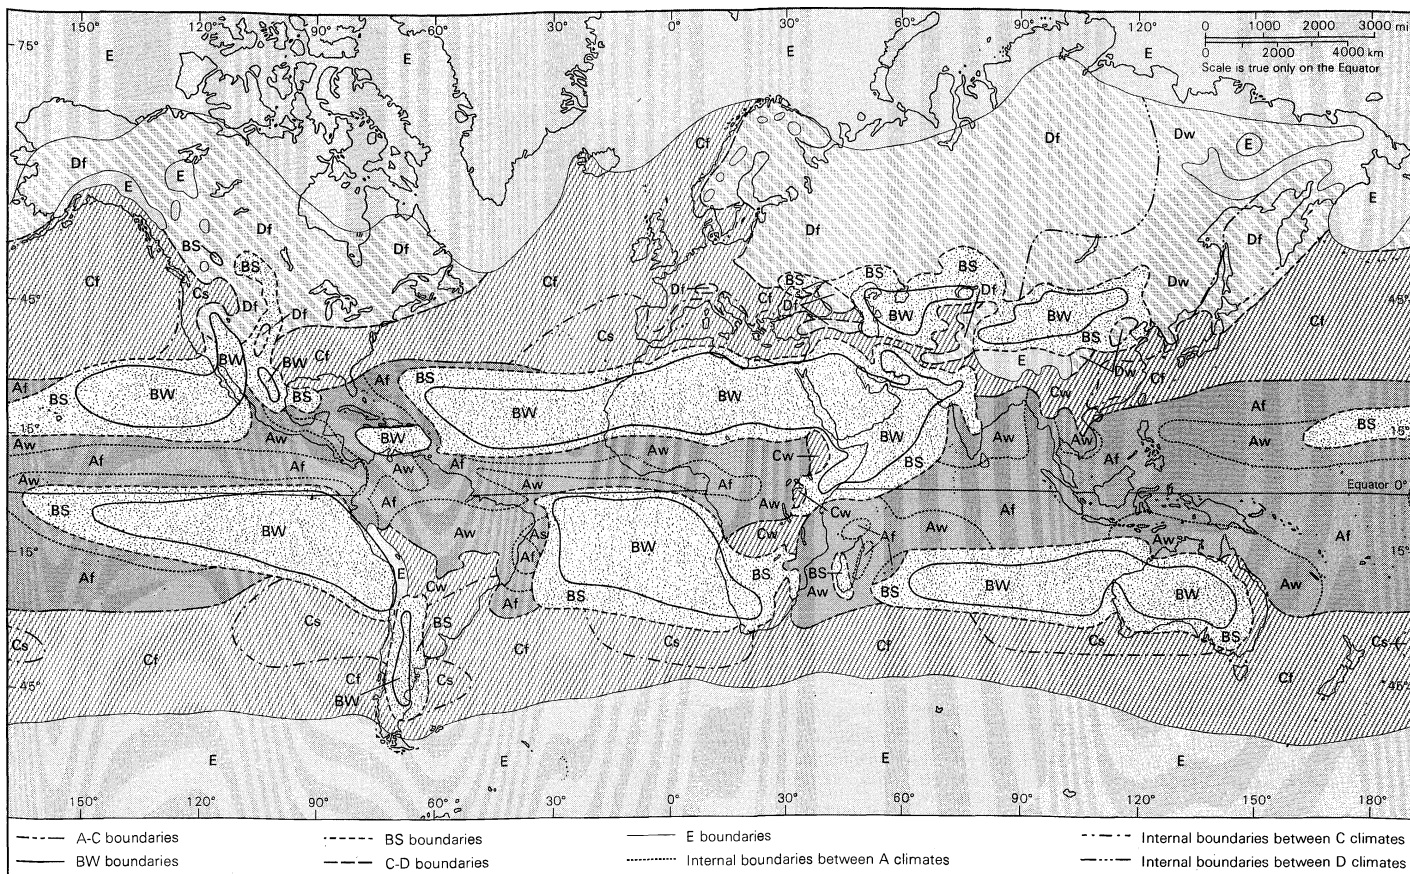 150° 120° 90° 60° 30° 0° 30° 60° 90° 120° 0 1000 2000 3000 mi
75° E E E E 0 2000 4000 km
Scale is true only on the Equator
Cf Df Dw E
Df E E Df E
BS Df Df Df Df
BS BS BS
Cf Cs Cf BS Dw
45° Df Df Cf Df Df 45°
Df Cs BW BW Cf
BW BW Cf BS
E Dw Cf
Af BS BS Af BS Cw
BW BW BW Af
BS BW BS
15° Aw BW Aw BW Aw Aw Aw 15°
Aw Af Aw Af Cw BS Af
Aw Af Aw Af Aw Equator 0°
BS BW Aw As Cw Cw Af Aw Af
15° BW Aw 15°
Af E Cw Af BS BS BW BW Aw Af
Af BS Aw BS
Cs BS Cs Cs BS Cs
Cs Cf Cf Cf
Cf Cs Cf
45° BW 45°
E E E E
150° 120° 90° 60° 30° 0° 30° 60° 90° 120° 150° 180°
A-C boundaries
BS boundaries
E boundaries
Internal boundaries between C climates
BW boundaries
C-D boundaries
Internal boundaries between A climates
Internal boundaries between D climates